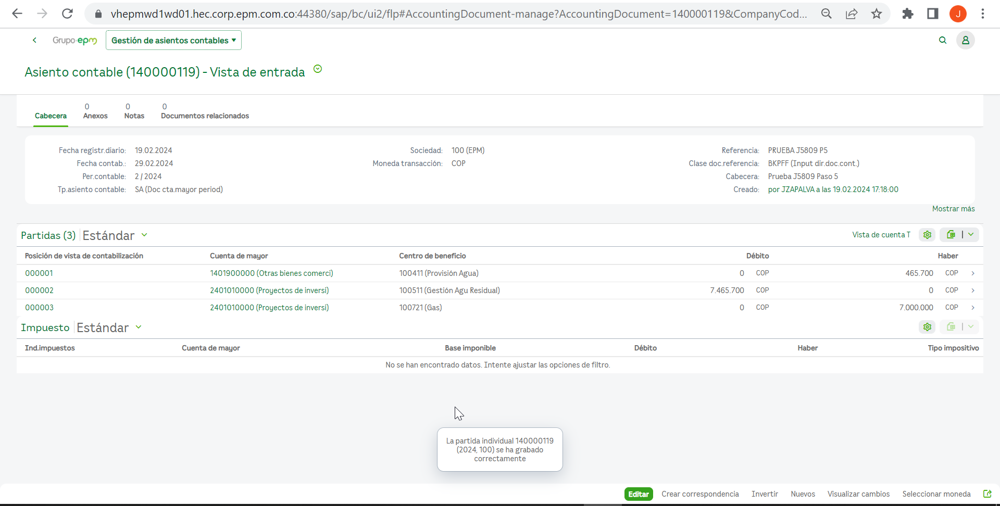 vhepmwd1wd01.hec.corp.epm.com.co:44380/sap/bc/ui2/flp#AccountingDocument-manage?AccountingDocument=140000119&CompanyCod...
J
Grupo·epm
Gestión de asientos contables
Asiento contable (140000119) - Vista de entrada
Cabecera
0 Anexos
0 Notas
0 Documentos relacionados
Fecha registr.diario: 19.02.2024
Fecha contab.: 29.02.2024
Per.contable: 2 / 2024
Tp.asiento contable: SA (Doc cta.mayor period)
Sociedad: 100 (EPM)
Moneda transacción: COP
Referencia: PRUEBA J5809 P5
Clase doc.referencia: BKPFF (Input dir.doc.cont.)
Cabecera: Prueba J5809 Paso 5
Creado: por JZAPALVA a las 19.02.2024 17:18:00
Mostrar más
Partidas (3) Estándar
Vista de cuenta T
Posición de vista de contabilización Cuenta de mayor Centro de beneficio Débito Haber
000001 1401900000 (Otras bienes comerci) 100411 (Provisión Agua) 0 COP 465.700 COP
000002 2401010000 (Proyectos de inversi) 100511 (Gestión Agu Residual) 7.465.700 COP 0 COP
000003 2401010000 (Proyectos de inversi) 100721 (Gas) 0 COP 7.000.000 COP
Impuesto Estándar
Ind.impuestos Cuenta de mayor Base imponible Débito Haber Tipo impositivo
No se han encontrado datos. Intente ajustar las opciones de filtro.
La partida individual 140000119
(2024, 100) se ha grabado
correctamente
Editar Crear correspondencia Invertir Nuevos Visualizar cambios Seleccionar moneda